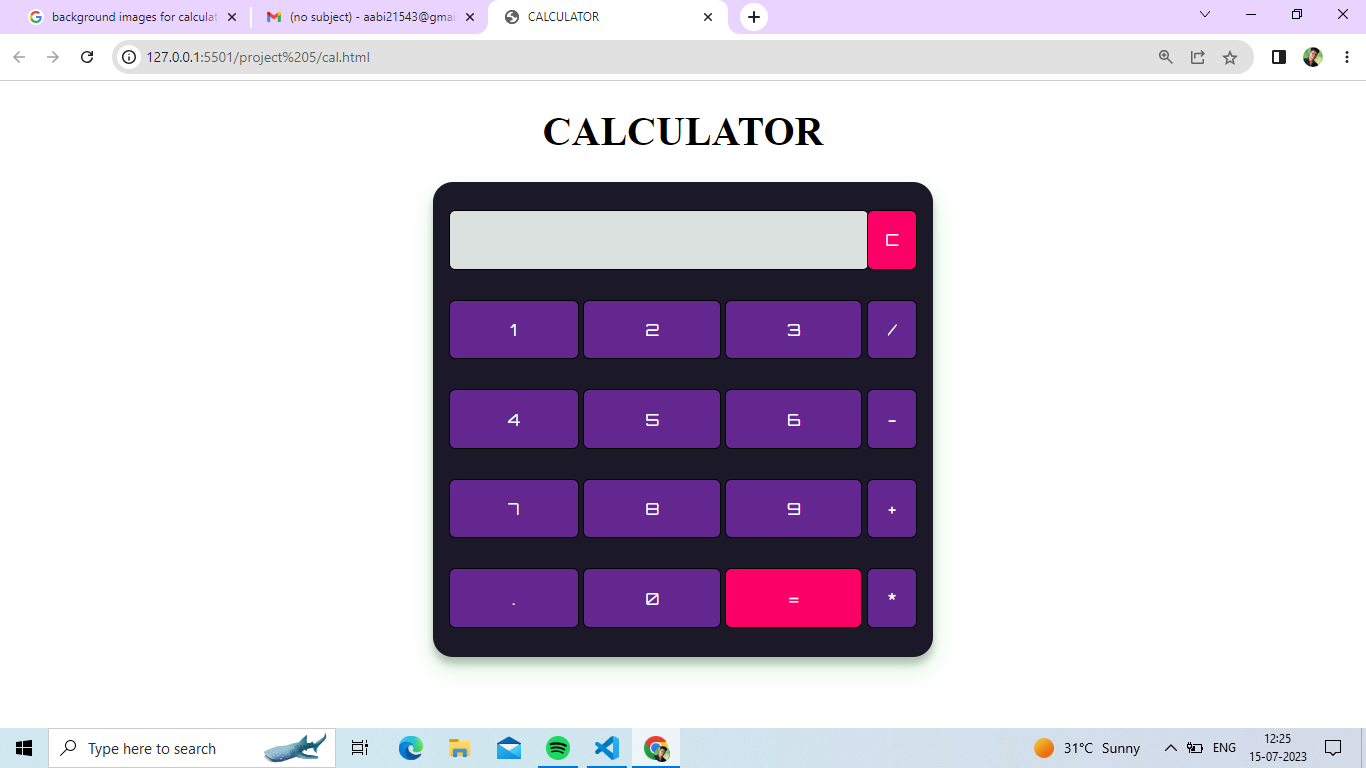 background images for calculat
(no subject) - aabi21543@gmai
CALCULATOR
127.0.0.1:5501/project%205/cal.html
CALCULATOR
C
1 2 3 /
4 5 6 -
7 8 9 +
. 0 = *
Type here to search
31°C Sunny
ENG
12:25
15-07-2023